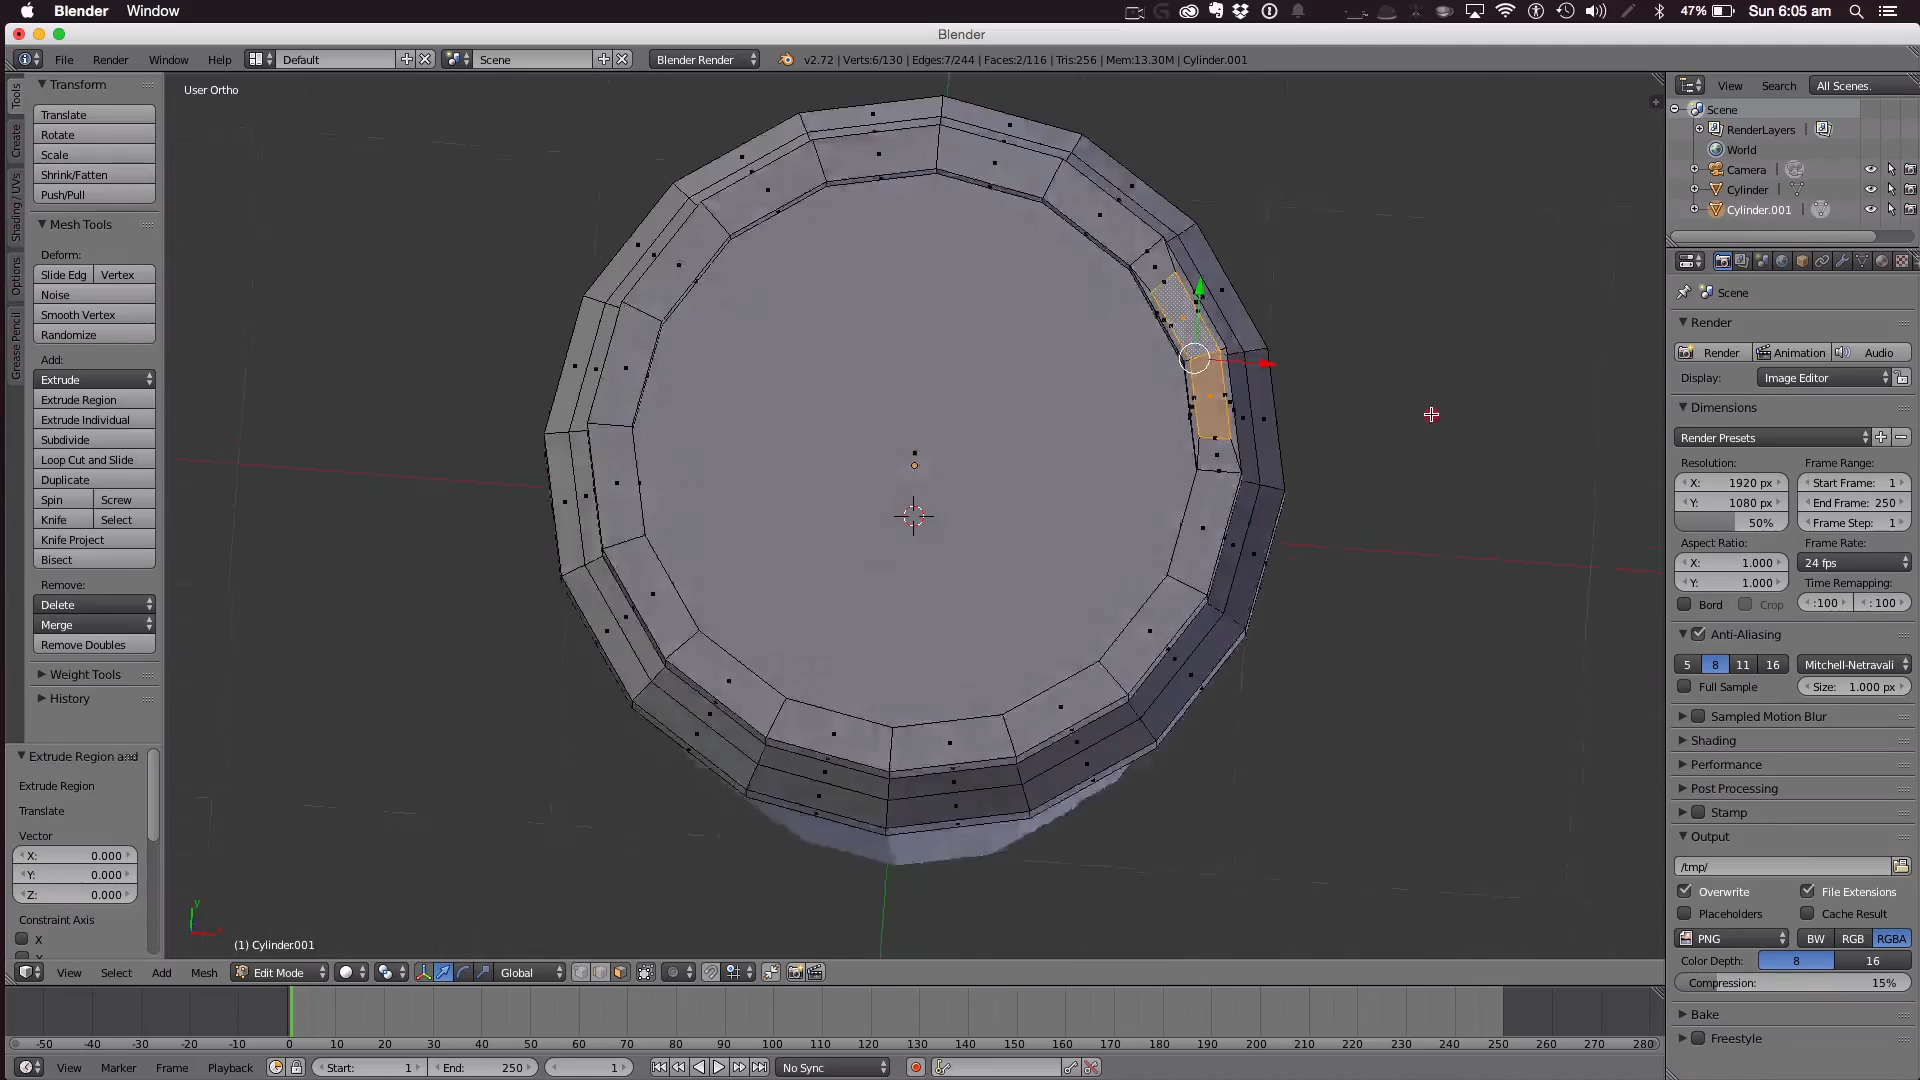 Blender Window 47% Sun 6:05 am
Blender
File Render Window Help Default Scene Blender Render v2.72 | Verts:6/130 | Edges:7/244 | Faces:2/116 | Tris:256 | Mem:13.30M | Cylinder.001
Tools
Create
Shading / UVs
Options
Grease Pencil
Transform
Translate
Rotate
Scale
Shrink/Fatten
Push/Pull
Mesh Tools
Deform:
Slide Edg Vertex
Noise
Smooth Vertex
Randomize
Add:
Extrude
Extrude Region
Extrude Individual
Subdivide
Loop Cut and Slide
Duplicate
Spin Screw
Knife Select
Knife Project
Bisect
Remove:
Delete
Merge
Remove Doubles
Weight Tools
History
Extrude Region and
Extrude Region
Translate
Vector
X: 0.000
Y: 0.000
Z: 0.000
Constraint Axis
X
User Ortho
y
(1) Cylinder.001
View Select Add Mesh Edit Mode Global
-50 -40 -30 -20 -10 0 10 20 30 40 50 60 70 80 90 100 110 120 130 140 150 160 170 180 190 200 210 220 230 240 250 260 270 280
View Marker Frame Playback Start: 1 End: 250 1 No Sync
View Search All Scenes
Scene
RenderLayers
World
Camera
Cylinder
Cylinder.001
Scene
Render
Render Animation Audio
Display: Image Editor
Dimensions
Render Presets
Resolution: Frame Range:
X: 1920 px Start Frame: 1
Y: 1080 px End Frame: 250
50% Frame Step: 1
Aspect Ratio: Frame Rate:
X: 1.000 24 fps
Y: 1.000 Time Remapping:
Bord Crop :100 : 100
Anti-Aliasing
5 8 11 16 Mitchell-Netravali
Full Sample Size: 1.000 px
Sampled Motion Blur
Shading
Performance
Post Processing
Stamp
Output
/tmp/
Overwrite File Extensions
Placeholders Cache Result
PNG BW RGB RGBA
Color Depth: 8 16
Compression: 15%
Bake
Freestyle